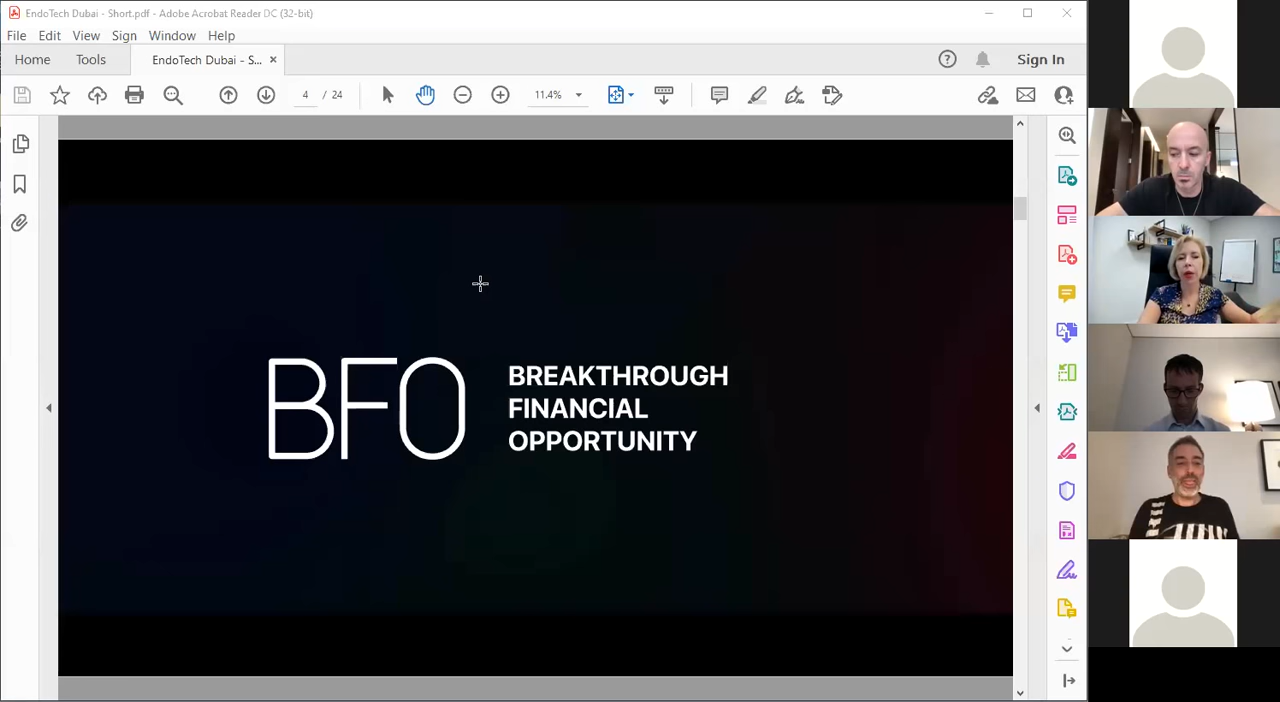 EndoTech Dubai - Short.pdf - Adobe Acrobat Reader DC (32-bit)
File Edit View Sign Window Help
Home Tools EndoTech Dubai - S... × Sign In
4 / 24 11.4%
BFO
BREAKTHROUGH
FINANCIAL
OPPORTUNITY